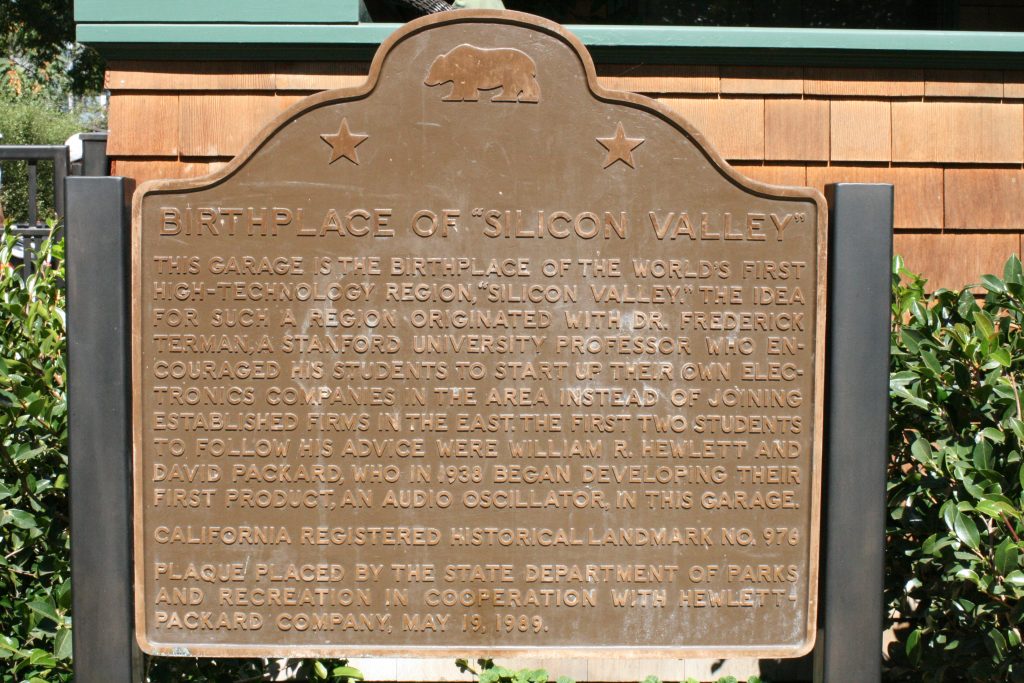 BIRTHPLACE OF "SILICON VALLEY"
THIS GARAGE IS THE BIRTHPLACE OF THE WORLD'S FIRST
HIGH-TECHNOLOGY REGION, "SILICON VALLEY." THE IDEA
FOR SUCH A REGION ORIGINATED WITH DR. FREDERICK
TERMAN, A STANFORD UNIVERSITY PROFESSOR WHO EN-
COURAGED HIS STUDENTS TO START UP THEIR OWN ELEC-
TRONICS COMPANIES IN THE AREA INSTEAD OF JOINING
ESTABLISHED FIRMS IN THE EAST. THE FIRST TWO STUDENTS
TO FOLLOW HIS ADVICE WERE WILLIAM R. HEWLETT AND
DAVID PACKARD, WHO IN 1938 BEGAN DEVELOPING THEIR
FIRST PRODUCT, AN AUDIO OSCILLATOR, IN THIS GARAGE.
CALIFORNIA REGISTERED HISTORICAL LANDMARK NO. 976
PLAQUE PLACED BY THE STATE DEPARTMENT OF PARKS
AND RECREATION IN COOPERATION WITH HEWLETT-
PACKARD COMPANY, MAY 19, 1989.